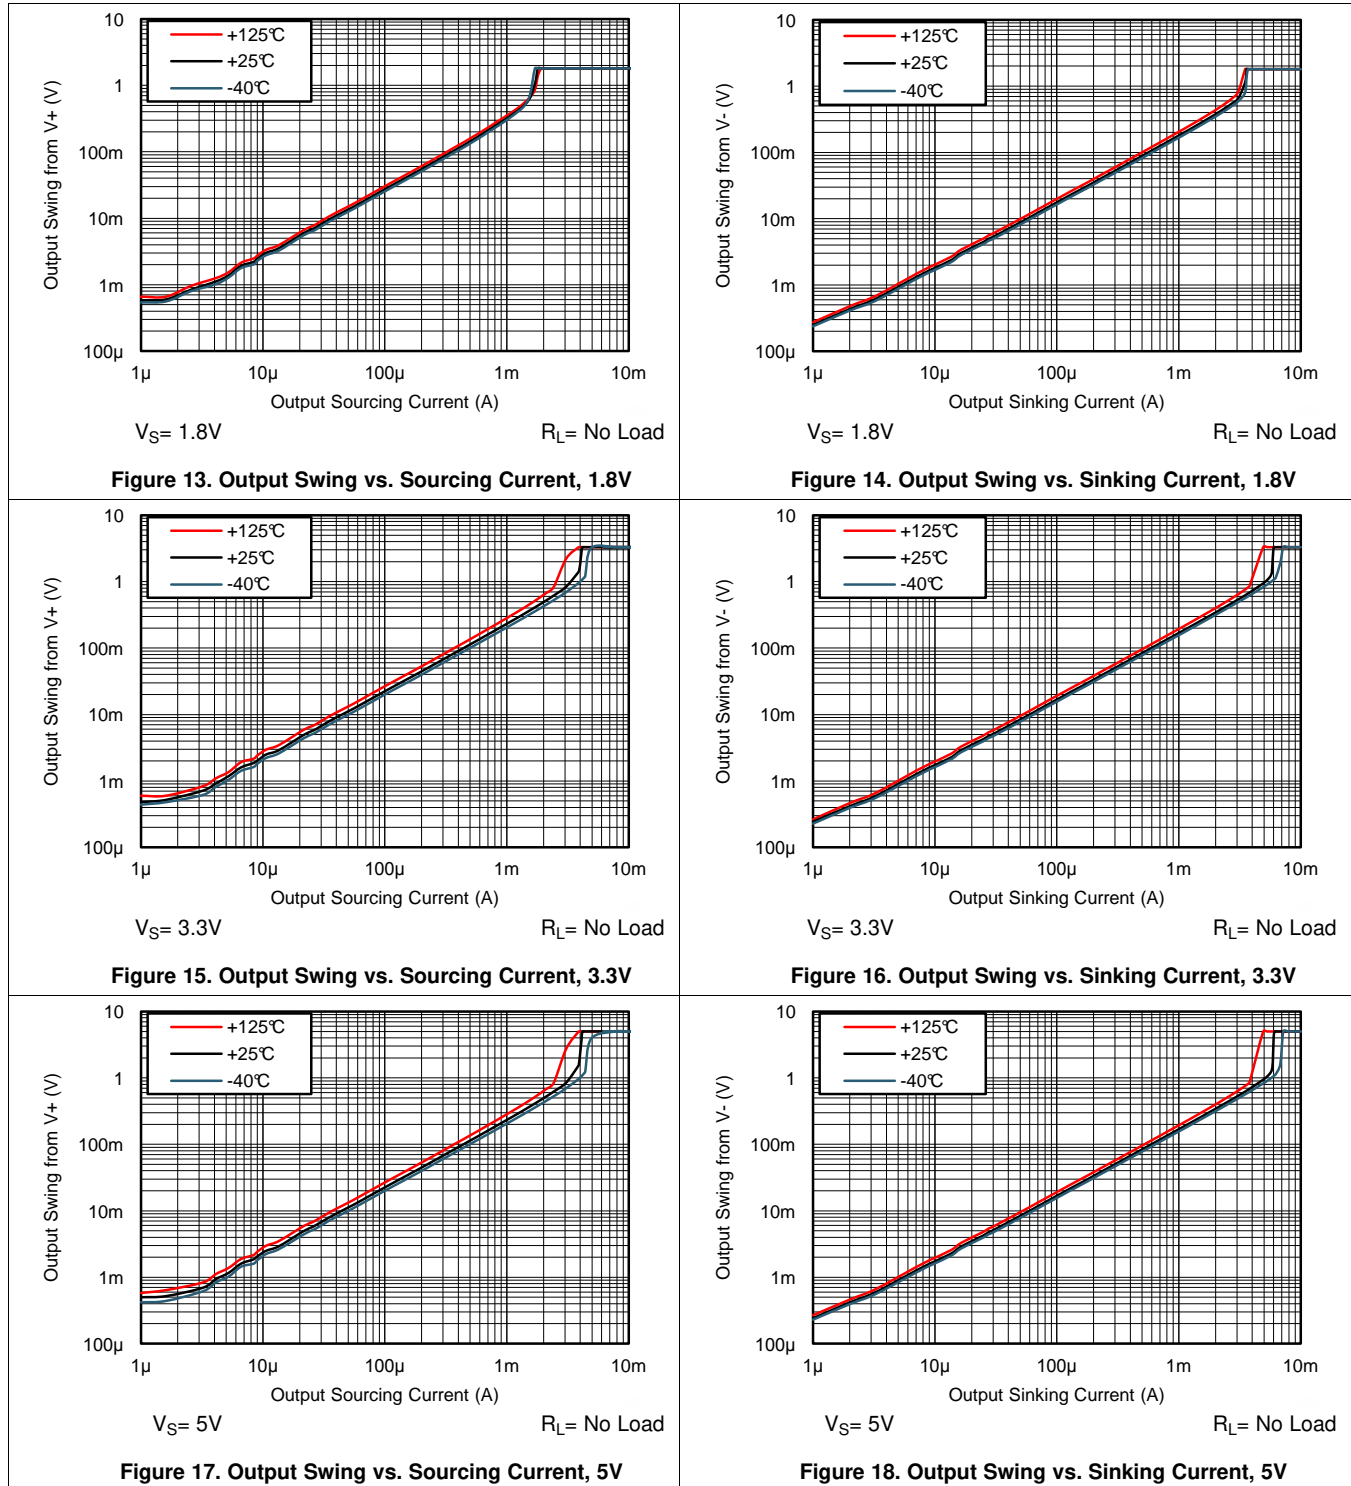 10
1
100m
10m
1m
100µ
Output Swing from V+ (V)
+125°C
+25°C
-40°C
1µ 10µ 100µ 1m 10m
Output Sourcing Current (A)
VS= 1.8V RL= No Load
Figure 13. Output Swing vs. Sourcing Current, 1.8V
10
1
100m
10m
1m
100µ
Output Swing from V- (V)
+125°C
+25°C
-40°C
1µ 10µ 100µ 1m 10m
Output Sinking Current (A)
VS= 1.8V RL= No Load
Figure 14. Output Swing vs. Sinking Current, 1.8V
10
1
100m
10m
1m
100µ
Output Swing from V+ (V)
+125°C
+25°C
-40°C
1µ 10µ 100µ 1m 10m
Output Sourcing Current (A)
VS= 3.3V RL= No Load
Figure 15. Output Swing vs. Sourcing Current, 3.3V
10
1
100m
10m
1m
100µ
Output Swing from V- (V)
+125°C
+25°C
-40°C
1µ 10µ 100µ 1m 10m
Output Sinking Current (A)
VS= 3.3V RL= No Load
Figure 16. Output Swing vs. Sinking Current, 3.3V
10
1
100m
10m
1m
100µ
Output Swing from V+ (V)
+125°C
+25°C
-40°C
1µ 10µ 100µ 1m 10m
Output Sourcing Current (A)
VS= 5V RL= No Load
Figure 17. Output Swing vs. Sourcing Current, 5V
10
1
100m
10m
1m
100µ
Output Swing from V- (V)
+125°C
+25°C
-40°C
1µ 10µ 100µ 1m 10m
Output Sinking Current (A)
VS= 5V RL= No Load
Figure 18. Output Swing vs. Sinking Current, 5V